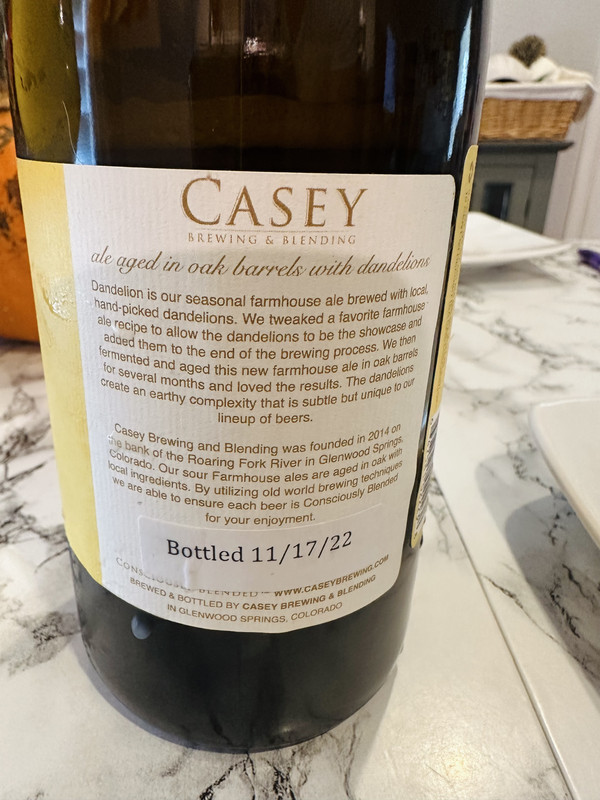 CASEY
BREWING & BLENDING
ale aged in oak barrels with dandelions
Dandelion is our seasonal farmhouse ale brewed with local,
hand-picked dandelions. We tweaked a favorite farmhouse
ale recipe to allow the dandelions to be the showcase and
added them to the end of the brewing process. We then
fermented and aged this new farmhouse ale in oak barrels
for several months and loved the results. The dandelions
create an earthy complexity that is subtle but unique to our
lineup of beers.
Casey Brewing and Blending was founded in 2014 on
the bank of the Roaring Fork River in Glenwood Springs,
Colorado. Our sour Farmhouse ales are aged in oak with
local ingredients. By utilizing old world brewing techniques
we are able to ensure each beer is Consciously Blended
for your enjoyment.
Bottled 11/17/22
CONSCIOUSLY BLENDED™ WWW.CASEYBREWING.COM
BREWED & BOTTLED BY CASEY BREWING & BLENDING
IN GLENWOOD SPRINGS, COLORADO